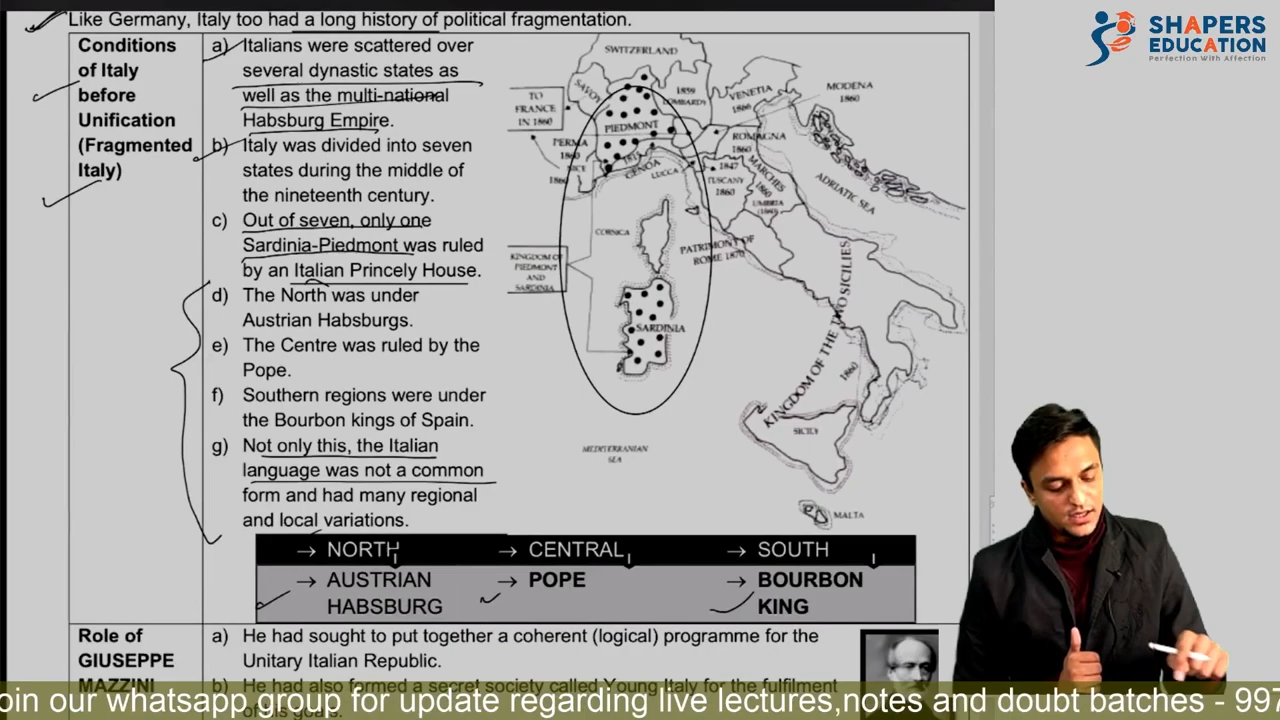 Like Germany, Italy too had a long history of political fragmentation.
Conditions
of Italy
before
Unification
(Fragmented
Italy)
a) Italians were scattered over
several dynastic states as
well as the multi-national
Habsburg Empire.
b) Italy was divided into seven
states during the middle of
the nineteenth century.
c) Out of seven, only one
Sardinia-Piedmont was ruled
by an Italian Princely House.
d) The North was under
Austrian Habsburgs.
e) The Centre was ruled by the
Pope.
f) Southern regions were under
the Bourbon kings of Spain.
g) Not only this, the Italian
language was not a common
form and had many regional
and local variations.
SWITZERLAND
SAVOY
1859
LOMBARDY
VENETIA
1866
MODENA
1860
TO
FRANCE
IN 1860
PIEDMONT
PERMA
1860
ROMAGNA
1860
NICE
1860
GENOA
LUCCA
1847
TUSCANY
1860
MARCHES
1860
UMBRIA
ADRIATIC SEA
CORNICA
PATRIMONY OF
ROME 1870
KINGDOM OF
PIEDMONT
AND
SARDINIA
SARDINIA
KINGDOM OF THE TWO SICILIES
1860
SICILY
MEDITERRANEAN
SEA
MALTA
→ NORTH → CENTRAL → SOUTH
→ AUSTRIAN → POPE → BOURBON
HABSBURG KING
Role of
GIUSEPPE
MAZZINI
a) He had sought to put together a coherent (logical) programme for the
Unitary Italian Republic.
b) He had also formed a secret society called Young Italy for the fulfilment
SHAPERS
EDUCATION
Perfection With Affection
oin our whatsapp group for update regarding live lectures,notes and doubt batches - 997